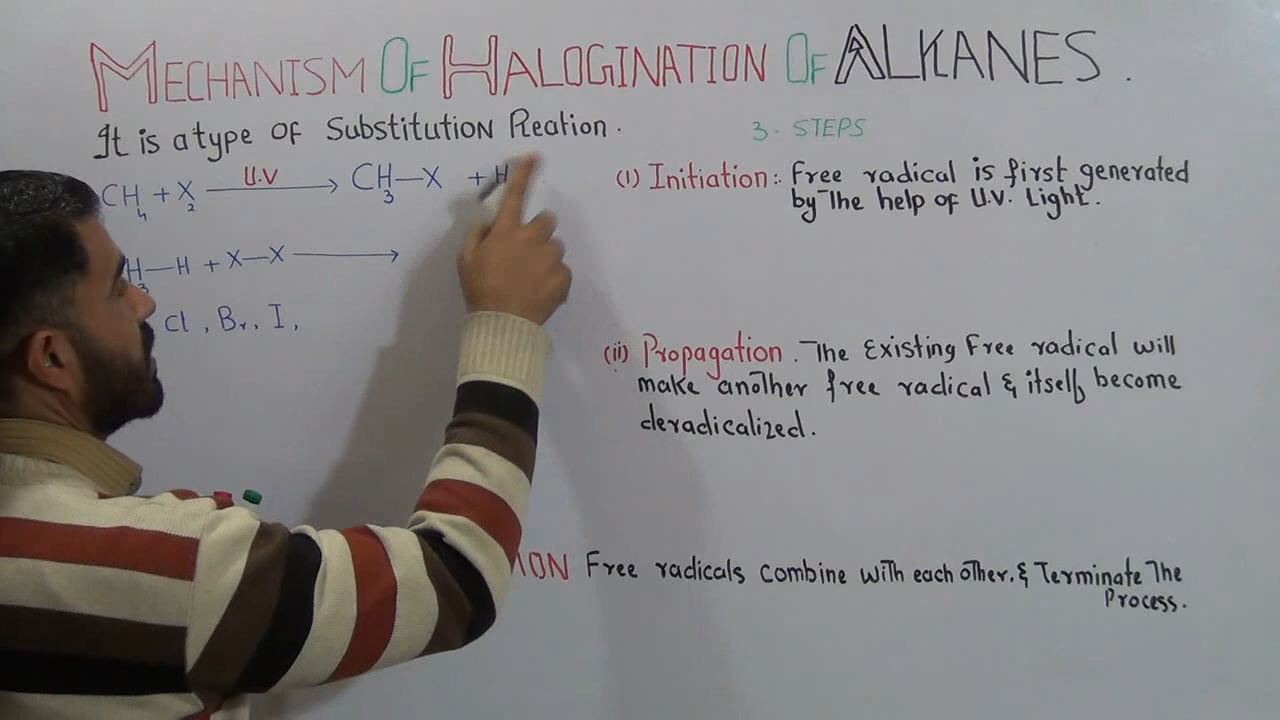 MECHANISM OF HALOGINATION OF ALKANES.
It is a type OF Substitution Reation.
3. STEPS
CH4 + X2 U.V → CH3—X + H
H3—H + X—X →
Cl, Br, I,
(i) Initiation:. Free radical is first generated
by The help of U.V. Light.
(ii) Propagation. The Existing Free radical will
make another free radical & itself become
deradicalized.
ION Free radicals combine with each other. & Terminate The
Process.